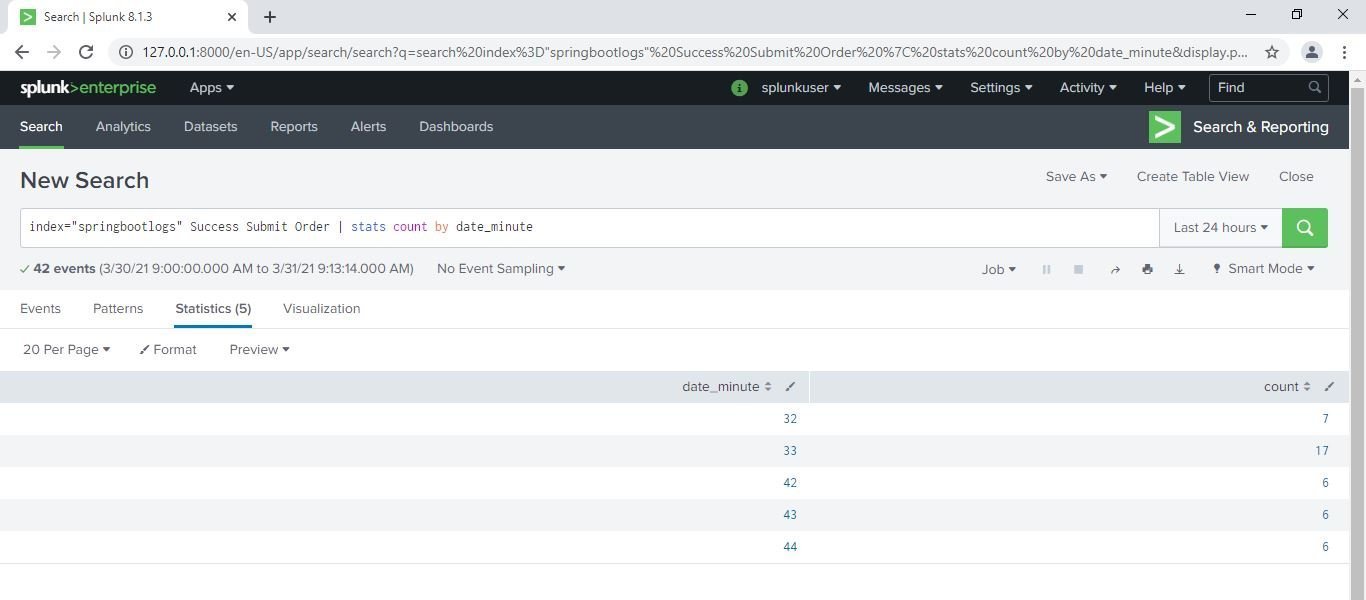 Search | Splunk 8.1.3
127.0.0.1:8000/en-US/app/search/search?q=search%20index%3D"springbootlogs"%20Success%20Submit%20Order%20%7C%20stats%20count%20by%20date_minute&display.p...
splunk>enterprise Apps splunkuser Messages Settings Activity Help Find
Search Analytics Datasets Reports Alerts Dashboards Search & Reporting
New Search Save As Create Table View Close
index="springbootlogs" Success Submit Order | stats count by date_minute Last 24 hours
42 events (3/30/21 9:00:00.000 AM to 3/31/21 9:13:14.000 AM) No Event Sampling Job Smart Mode
Events Patterns Statistics (5) Visualization
20 Per Page Format Preview
date_minute count
32 7
33 17
42 6
43 6
44 6